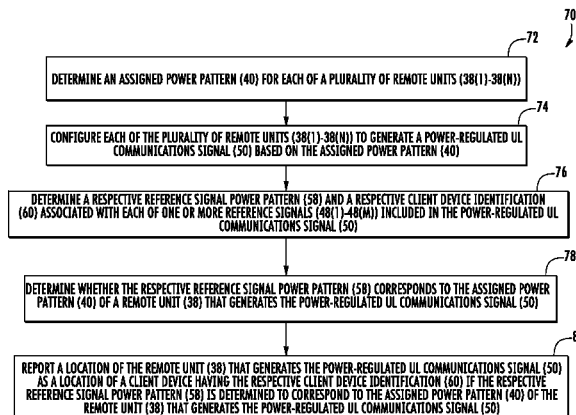 70
72
DETERMINE AN ASSIGNED POWER PATTERN (40) FOR EACH OF A PLURALITY OF REMOTE UNITS (38(1)-38(N))
74
CONFIGURE EACH OF THE PLURALITY OF REMOTE UNITS (38(1)-38(N)) TO GENERATE A POWER-REGULATED UL
COMMUNICATIONS SIGNAL (50) BASED ON THE ASSIGNED POWER PATTERN (40)
76
DETERMINE A RESPECTIVE REFERENCE SIGNAL POWER PATTERN (58) AND A RESPECTIVE CLIENT DEVICE IDENTIFICATION
(60) ASSOCIATED WITH EACH OF ONE OR MORE REFERENCE SIGNALS (48(1)-48(M)) INCLUDED IN THE POWER-REGULATED UL
COMMUNICATIONS SIGNAL (50)
78
DETERMINE WHETHER THE RESPECTIVE REFERENCE SIGNAL POWER PATTERN (58) CORRESPONDS TO THE ASSIGNED POWER
PATTERN (40) OF A REMOTE UNIT (38) THAT GENERATES THE POWER-REGULATED UL COMMUNICATIONS SIGNAL (50)
REPORT A LOCATION OF THE REMOTE UNIT (38) THAT GENERATES THE POWER-REGULATED UL COMMUNICATIONS SIGNAL (50)
AS A LOCATION OF A CLIENT DEVICE HAVING THE RESPECTIVE CLIENT DEVICE IDENTIFICATION (60) IF THE RESPECTIVE
REFERENCE SIGNAL POWER PATTERN (58) IS DETERMINED TO CORRESPOND TO THE ASSIGNED POWER PATTERN (40) OF THE
REMOTE UNIT (38) THAT GENERATES THE POWER-REGULATED UL COMMUNICATIONS SIGNAL (50)